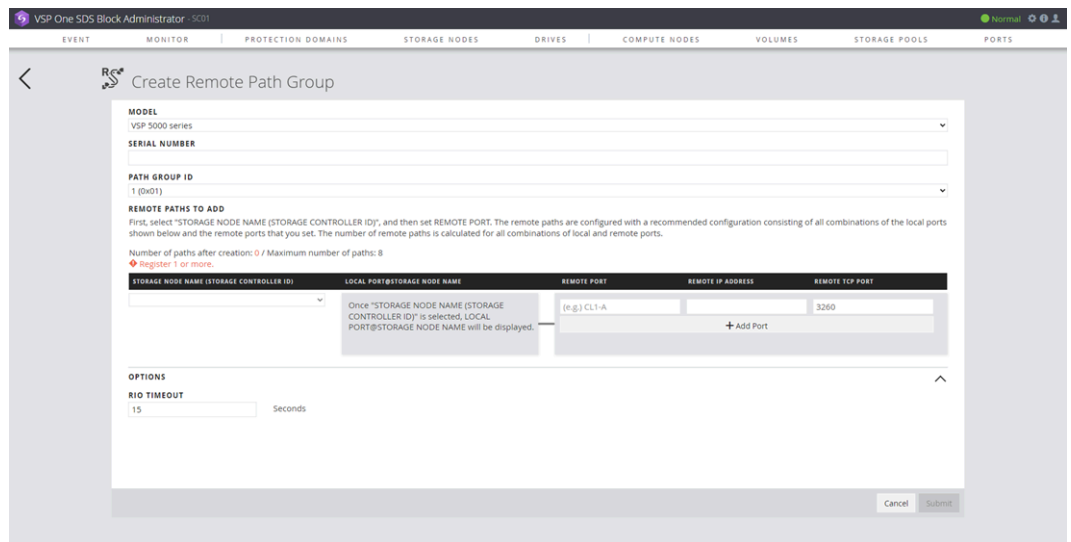 VSP One SDS Block Administrator - SC01
Normal
EVENT MONITOR PROTECTION DOMAINS STORAGE NODES DRIVES COMPUTE NODES VOLUMES STORAGE POOLS PORTS
RS
Create Remote Path Group
MODEL
VSP 5000 series
SERIAL NUMBER
PATH GROUP ID
1 (0x01)
REMOTE PATHS TO ADD
First, select "STORAGE NODE NAME (STORAGE CONTROLLER ID)", and then set REMOTE PORT. The remote paths are configured with a recommended configuration consisting of all combinations of the local ports
shown below and the remote ports that you set. The number of remote paths is calculated for all combinations of local and remote ports.
Number of paths after creation: 0 / Maximum number of paths: 8
Register 1 or more.
STORAGE NODE NAME (STORAGE CONTROLLER ID) LOCAL PORT@STORAGE NODE NAME REMOTE PORT REMOTE IP ADDRESS REMOTE TCP PORT
Once "STORAGE NODE NAME (STORAGE
CONTROLLER ID)" is selected, LOCAL
PORT@STORAGE NODE NAME will be displayed.
(e.g.) CL1-A 3260
+ Add Port
OPTIONS
RIO TIMEOUT
15 Seconds
Cancel Submit